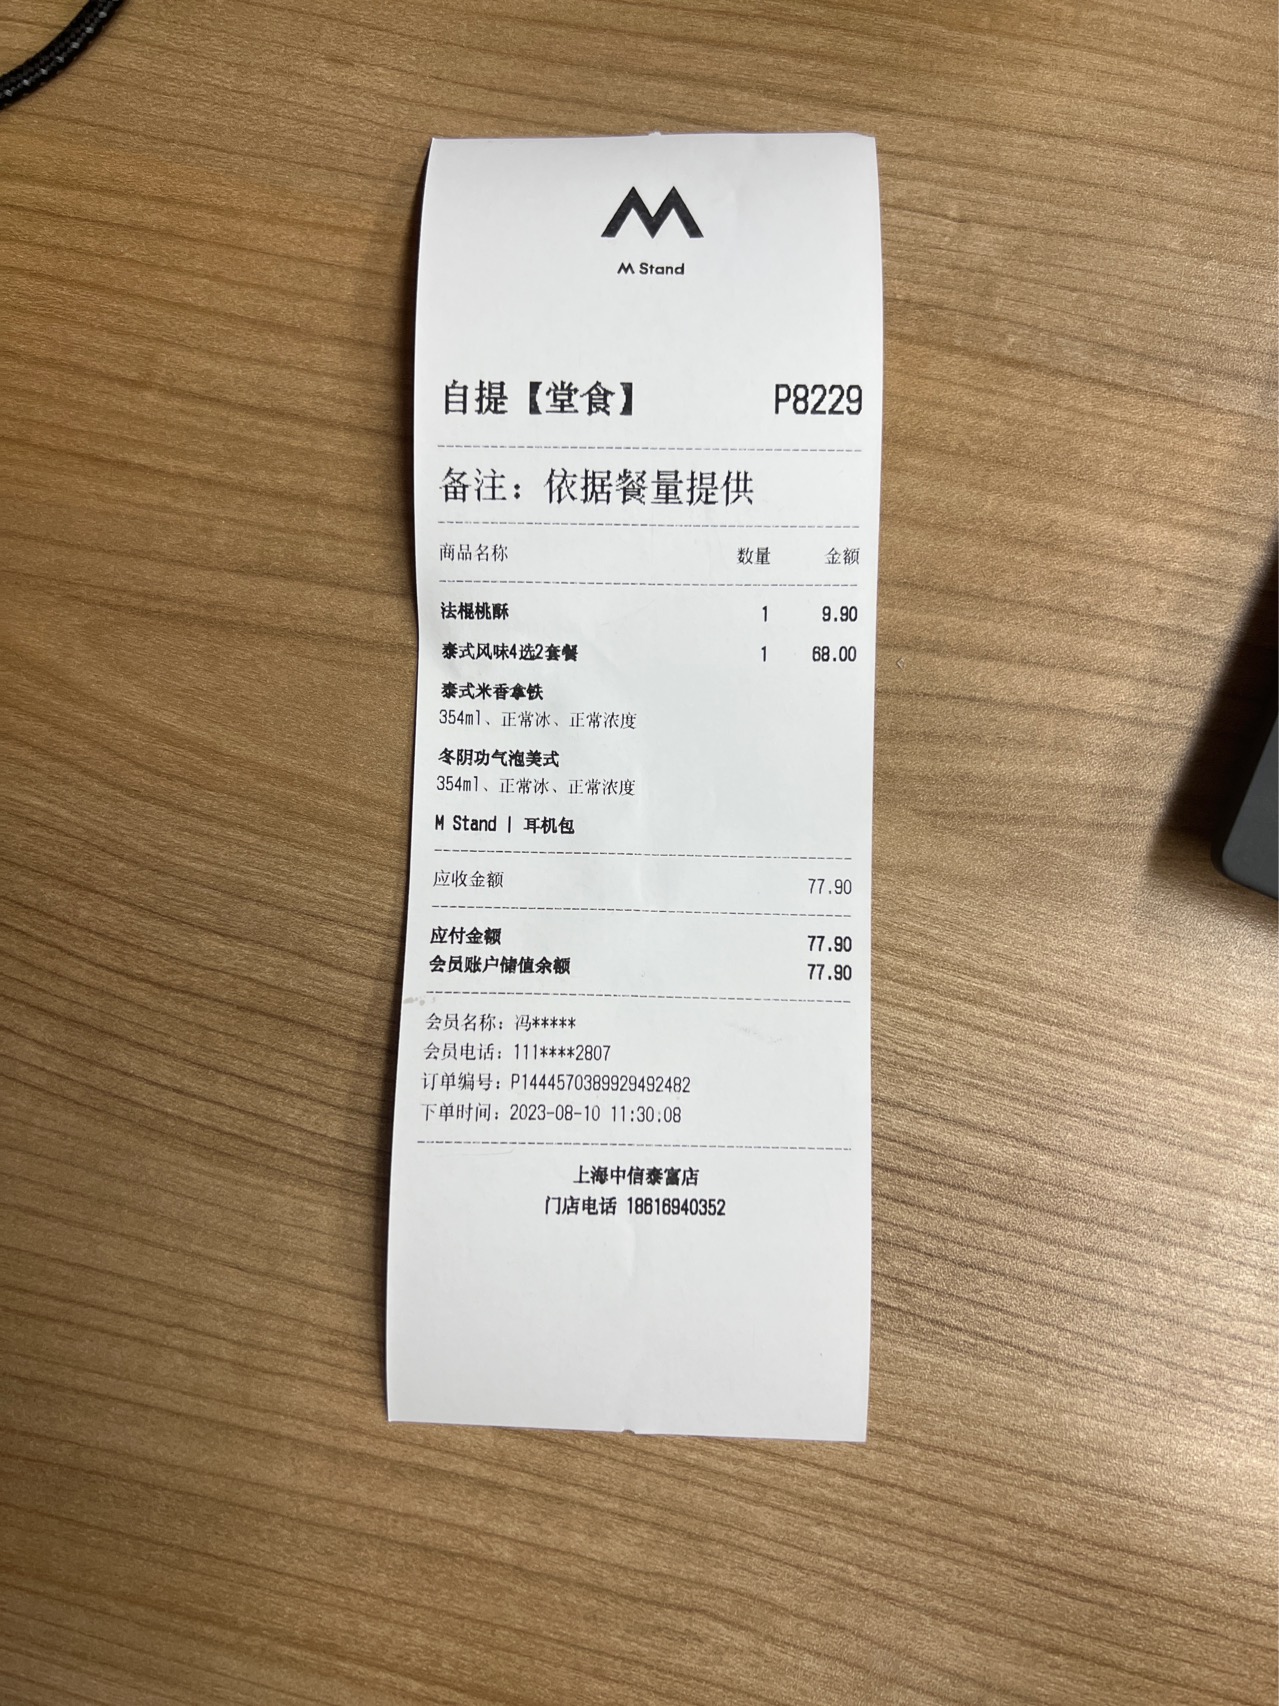 M Stand
自提【堂食】 P8229
备注：依据餐量提供
商品名称 数量 金额
法棍桃酥 1 9.90
泰式风味4选2套餐 1 68.00
泰式米香拿铁
354ml、正常冰、正常浓度
冬阴功气泡美式
354ml、正常冰、正常浓度
M Stand | 耳机包
应收金额 77.90
应付金额 77.90
会员账户储值余额 77.90
会员名称：冯*****
会员电话：111****2807
订单编号：P1444570389929492482
下单时间：2023-08-10 11:30:08
上海中信泰富店
门店电话 18616940352